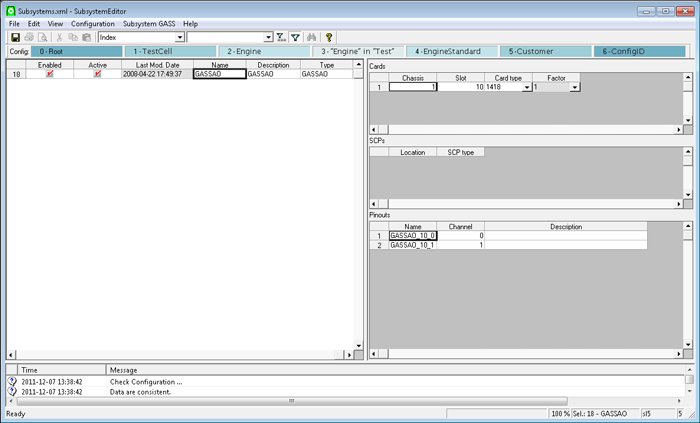 Subsystems.xml - SubsystemEditor
File Edit View Configuration Subsystem GASS Help
Index
Config: 0 - Root 1 - TestCell 2 - Engine 3 - "Engine" in "Test" 4 - EngineStandard 5 - Customer 6 - ConfigID
Enabled Active Last Mod. Date Name Description Type
18 2008-04-22 17:49:37 GASSAO GASSAO GASSAO
Cards
Chassis Slot Card type Factor
1 1 10 1418 1
SCPs
Location SCP type
Pinouts
Name Channel Description
1 GASSAO_10_0 0
2 GASSAO_10_1 1
Time Message
2011-12-07 13:38:42 Check Configuration ...
2011-12-07 13:38:42 Data are consistent.
Ready 100 % Sel.: 18 - GASSAO sl5 5